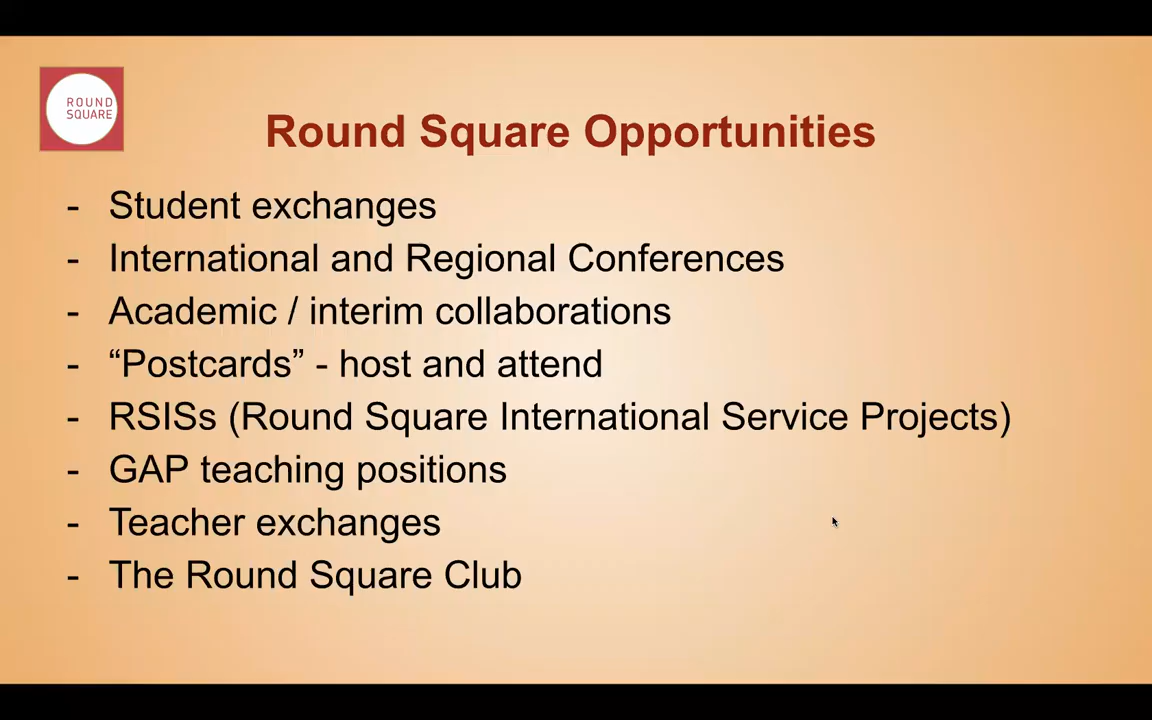 ROUND
SQUARE
Round Square Opportunities
- Student exchanges
- International and Regional Conferences
- Academic / interim collaborations
- “Postcards” - host and attend
- RSISs (Round Square International Service Projects)
- GAP teaching positions
- Teacher exchanges
- The Round Square Club